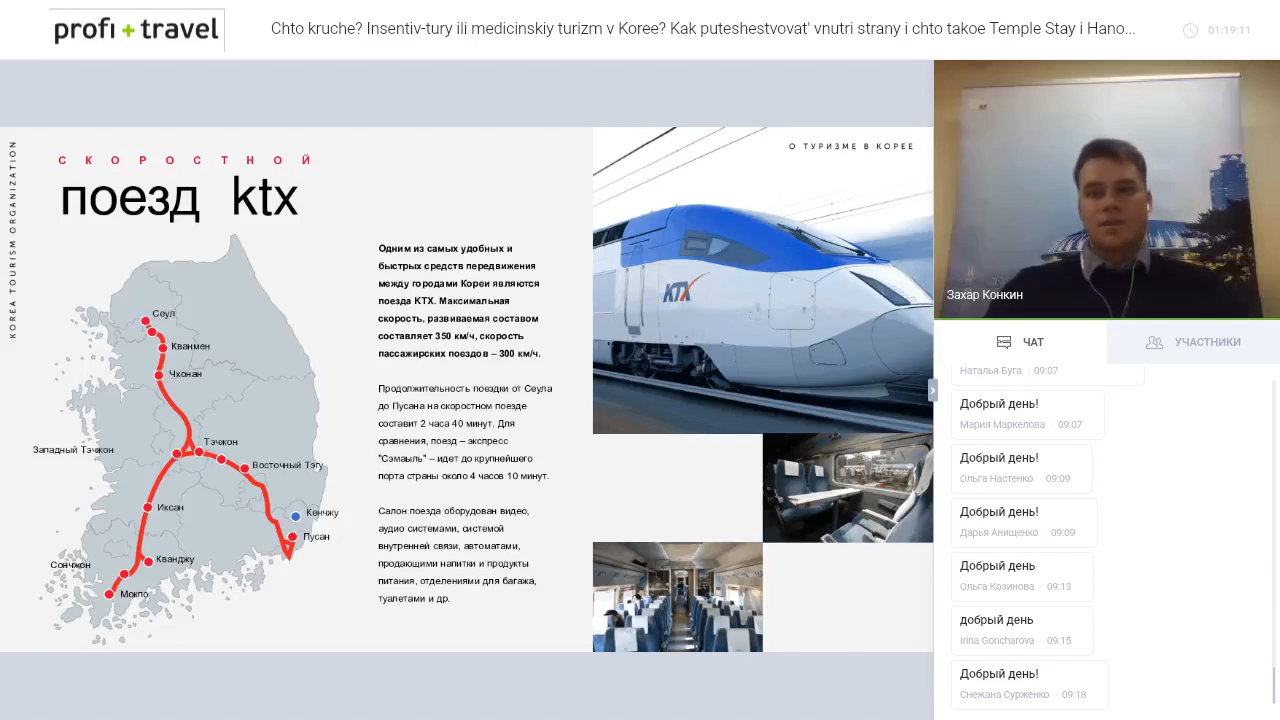 profi+travel
Chto kruche? Insentiv-tury ili medicinskiy turizm v Koree? Kak puteshestvovat' vnutri strany i chto takoe Temple Stay i Hano...
01:19:11
KOREA TOURISM ORGANIZATION
СКОРОСТНОЙ
поезд ktx
Сеул
Кванмен
Чхонан
Тэчжон
Западный Тэчжон
Восточный Тэгу
Иксан
Кенчжу
Пусан
Кванджу
Сончжон
Мокпо
Одним из самых удобных и
быстрых средств передвижения
между городами Кореи являются
поезда KTX. Максимальная
скорость, развиваемая составом
составляет 350 км/ч, скорость
пассажирских поездов – 300 км/ч.
Продолжительность поездки от Сеула
до Пусана на скоростном поезде
составит 2 часа 40 минут. Для
сравнения, поезд – экспресс
"Сэмаыль" – идет до крупнейшего
порта страны около 4 часов 10 минут.
Салон поезда оборудован видео,
аудио системами, системой
внутренней связи, автоматами,
продающими напитки и продукты
питания, отделениями для багажа,
туалетами и др.
О ТУРИЗМЕ В КОРЕЕ
KTX
Захар Конкин
ЧАТ
УЧАСТНИКИ
Наталья Буга 09:07
Добрый день!
Мария Маркелова 09:07
Добрый день!
Ольга Настенко 09:09
Добрый день!
Дарья Анищенко 09:09
Добрый день
Ольга Козинова 09:13
добрый день
Irina Goncharova 09:15
Добрый день!
Снежана Сурженко 09:18